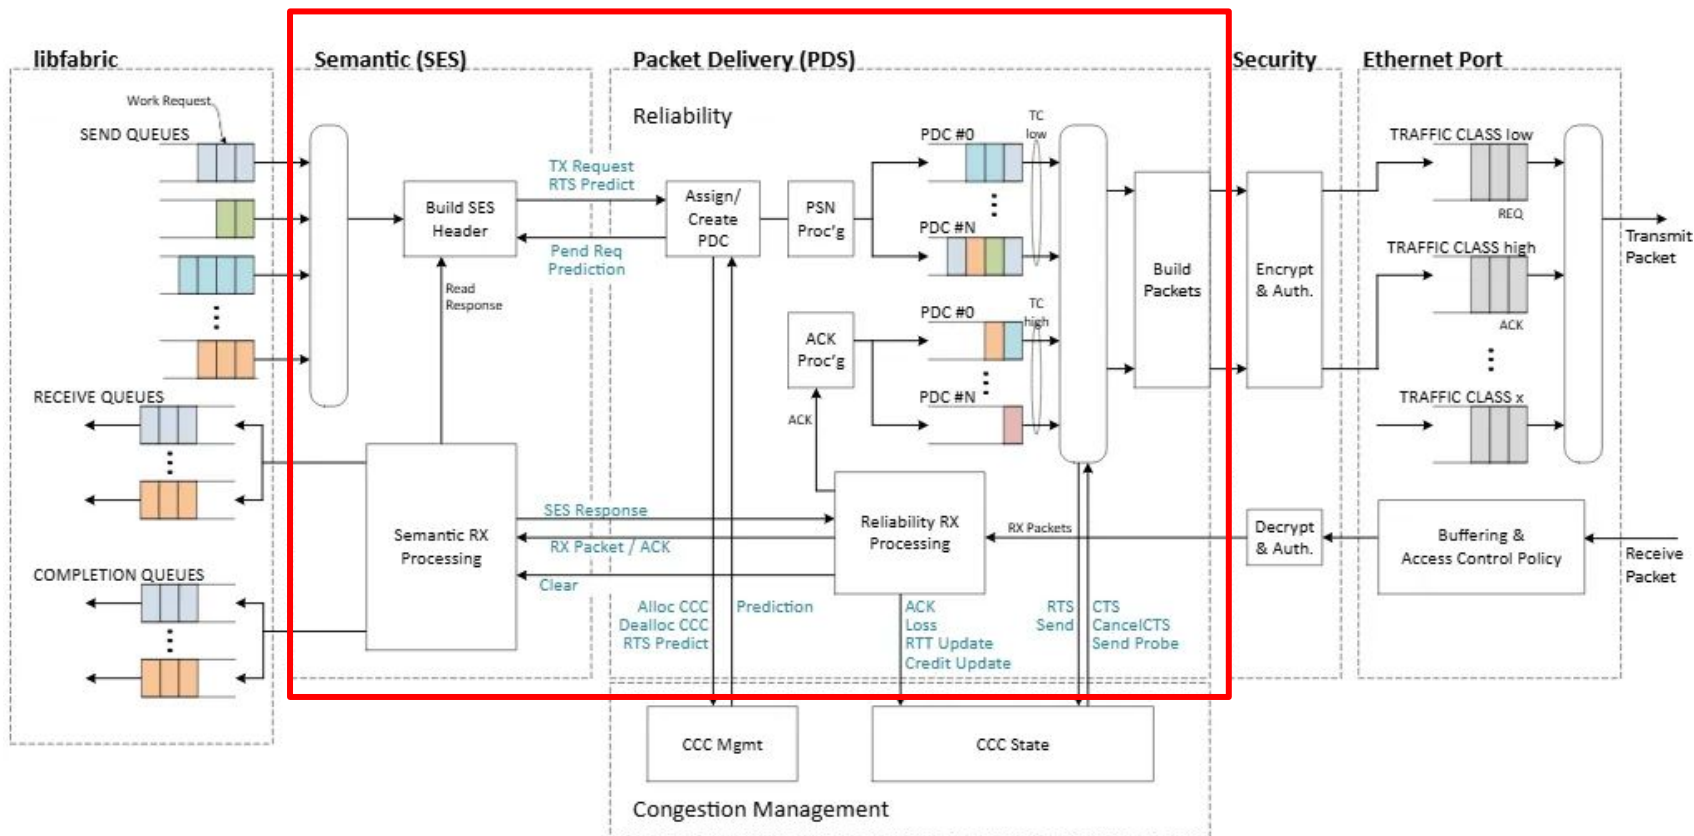 libfabric
Semantic (SES)
Packet Delivery (PDS)
Security
Ethernet Port
Work Request
SEND QUEUES
RECEIVE QUEUES
COMPLETION QUEUES
Build SES
Header
Read
Response
Semantic RX
Processing
TX Request
RTS Predict
Pend Req
Prediction
SES Response
RX Packet / ACK
Clear
Reliability
Assign/
Create
PDC
PSN
Proc'g
ACK
Proc'g
ACK
PDC #0
PDC #N
TC
low
PDC #0
PDC #N
TC
high
Build
Packets
Reliability RX
Processing
RX Packets
Alloc CCC
Dealloc CCC
RTS Predict
Prediction
ACK
Loss
RTT Update
Credit Update
RTS
Send
CTS
CancelCTS
Send Probe
CCC Mgmt
CCC State
Congestion Management
Encrypt
& Auth.
Decrypt
& Auth.
TRAFFIC CLASS low
REQ
TRAFFIC CLASS high
ACK
TRAFFIC CLASS x
Buffering &
Access Control Policy
Transmit
Packet
Receive
Packet